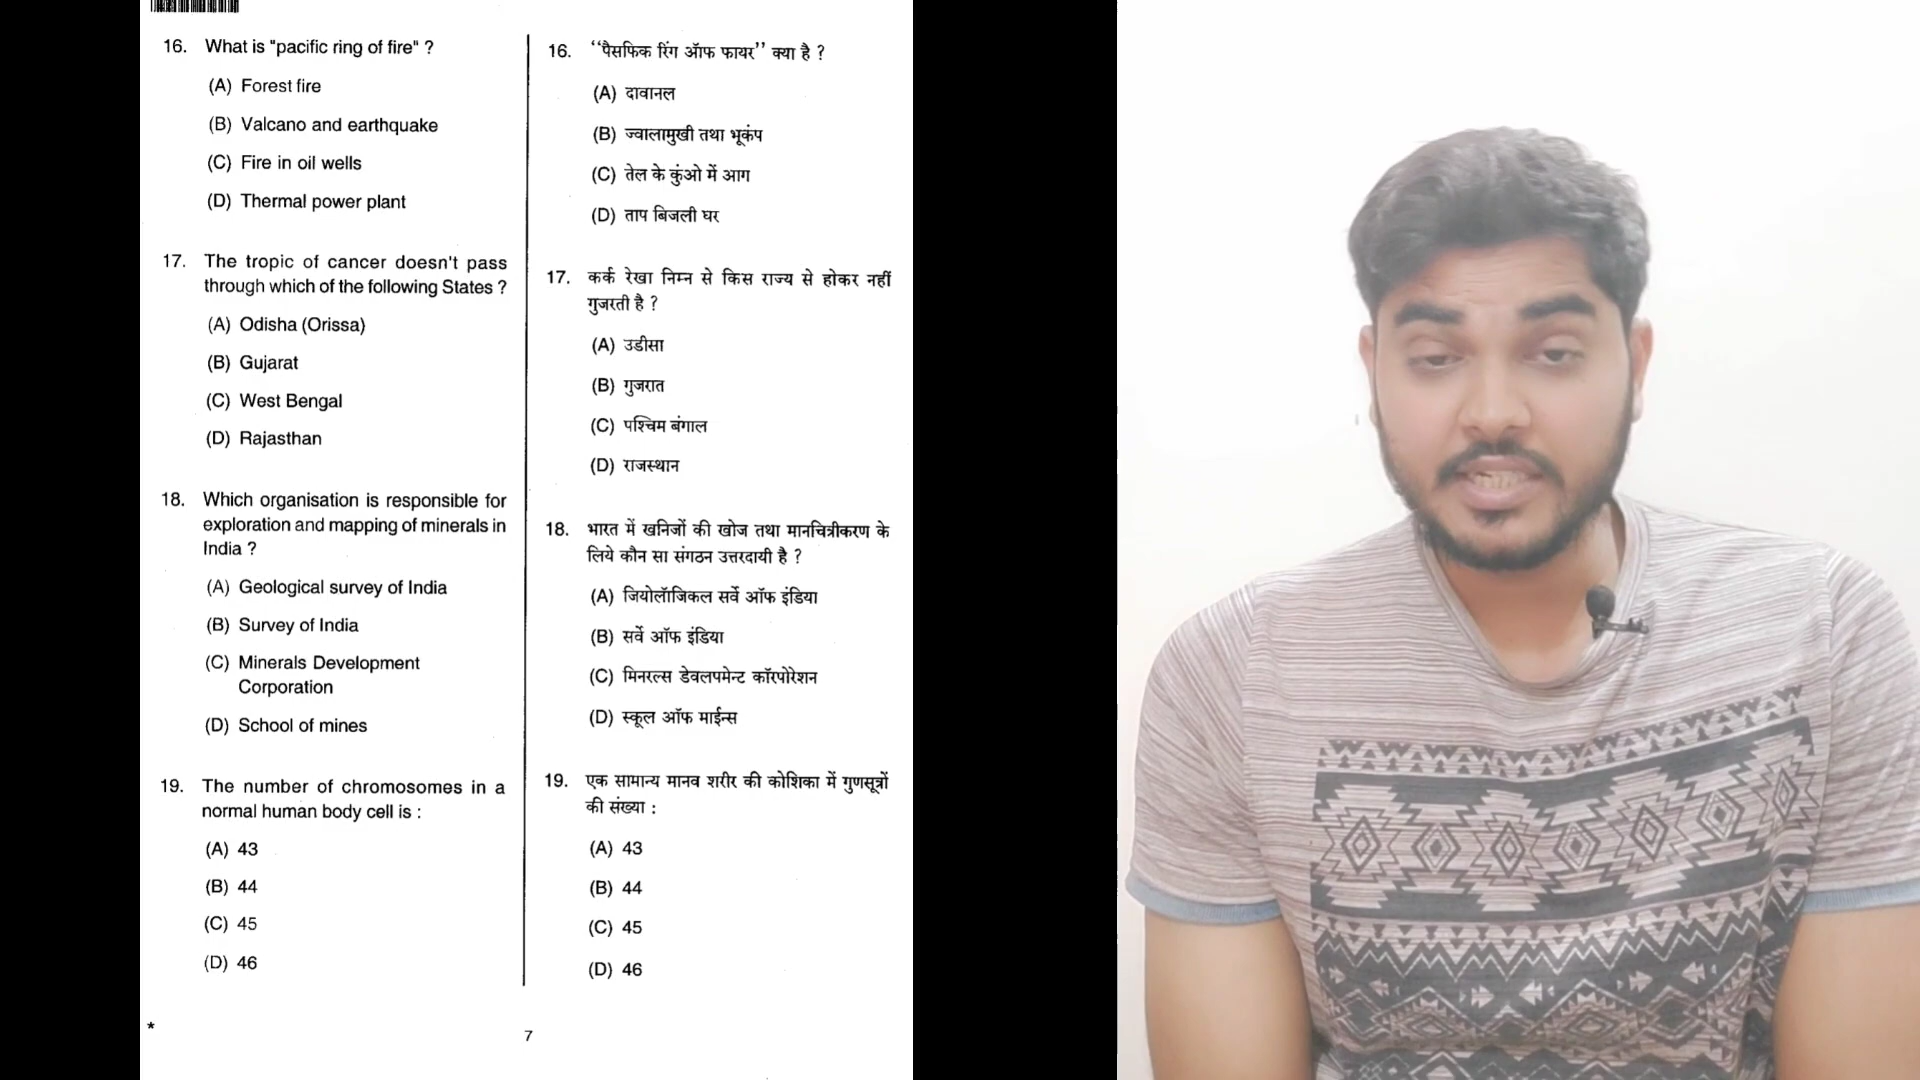 16. What is "pacific ring of fire" ?
(A) Forest fire
(B) Valcano and earthquake
(C) Fire in oil wells
(D) Thermal power plant
17. The tropic of cancer doesn't pass
through which of the following States ?
(A) Odisha (Orissa)
(B) Gujarat
(C) West Bengal
(D) Rajasthan
18. Which organisation is responsible for
exploration and mapping of minerals in
India ?
(A) Geological survey of India
(B) Survey of India
(C) Minerals Development
Corporation
(D) School of mines
19. The number of chromosomes in a
normal human body cell is :
(A) 43
(B) 44
(C) 45
(D) 46
16. ‘‘पैसफिक रिंग ऑफ फायर’’ क्या है ?
(A) दावानल
(B) ज्वालामुखी तथा भूकंप
(C) तेल के कुंओ में आग
(D) ताप बिजली घर
17. कर्क रेखा निम्न से किस राज्य से होकर नहीं
गुजरती है ?
(A) उडीसा
(B) गुजरात
(C) पश्चिम बंगाल
(D) राजस्थान
18. भारत में खनिजों की खोज तथा मानचित्रीकरण के
लिये कौन सा संगठन उत्तरदायी है ?
(A) जियोलॉजिकल सर्वे ऑफ इंडिया
(B) सर्वे ऑफ इंडिया
(C) मिनरल्स डेवलपमेन्ट कॉरपोरेशन
(D) स्कूल ऑफ माईन्स
19. एक सामान्य मानव शरीर की कोशिका में गुणसूत्रों
की संख्या :
(A) 43
(B) 44
(C) 45
(D) 46
*
7